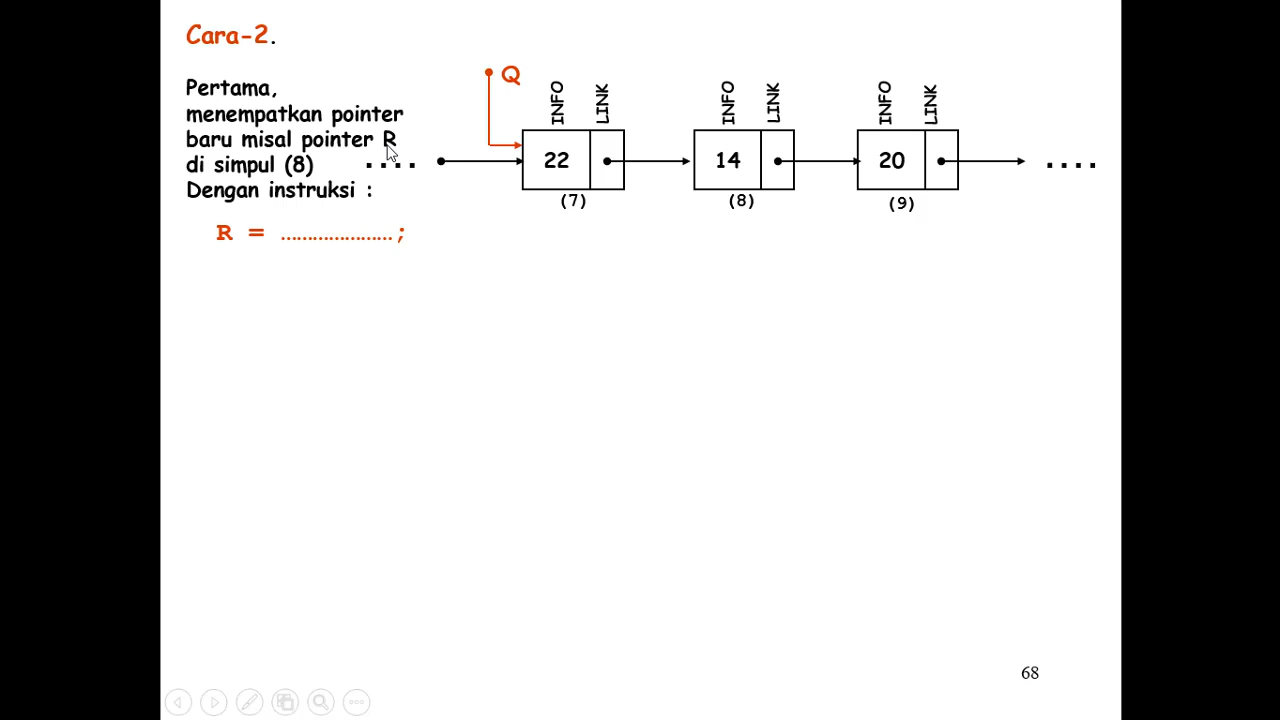 Cara-2.
Pertama,
menempatkan pointer
baru misal pointer R
di simpul (8)
Dengan instruksi :
R = ......................;
Q
INFO LINK INFO LINK INFO LINK
.... 22 14 20 ....
(7) (8) (9)
68